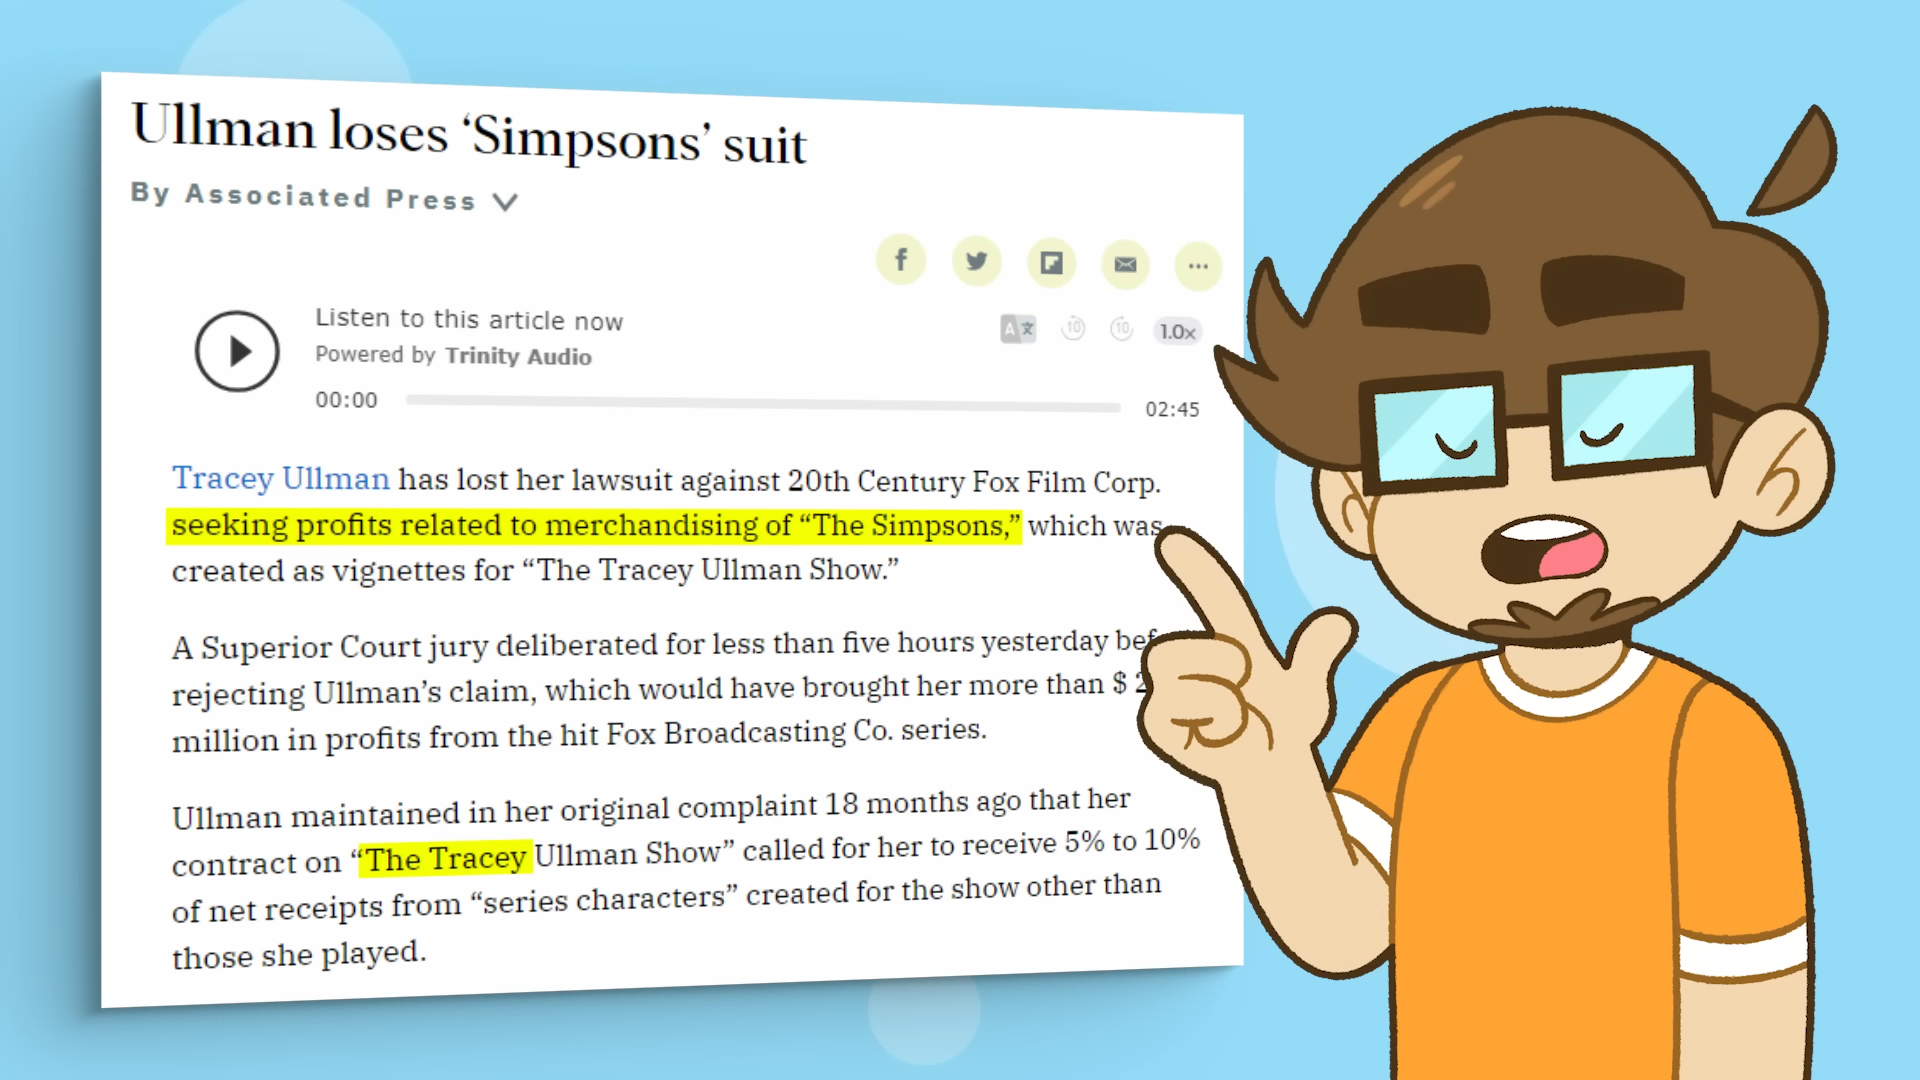 Ullman loses ‘Simpsons’ suit
By Associated Press
Listen to this article now
Powered by Trinity Audio
A 文
10
10
1.0x
00:00
02:45
Tracey Ullman has lost her lawsuit against 20th Century Fox Film Corp.
seeking profits related to merchandising of “The Simpsons,” which was
created as vignettes for “The Tracey Ullman Show.”
A Superior Court jury deliberated for less than five hours yesterday
rejecting Ullman’s claim, which would have brought her more than $
million in profits from the hit Fox Broadcasting Co. series.
Ullman maintained in her original complaint 18 months ago that her
contract on “The Tracey Ullman Show” called for her to receive 5% to 10%
of net receipts from “series characters” created for the show other than
those she played.